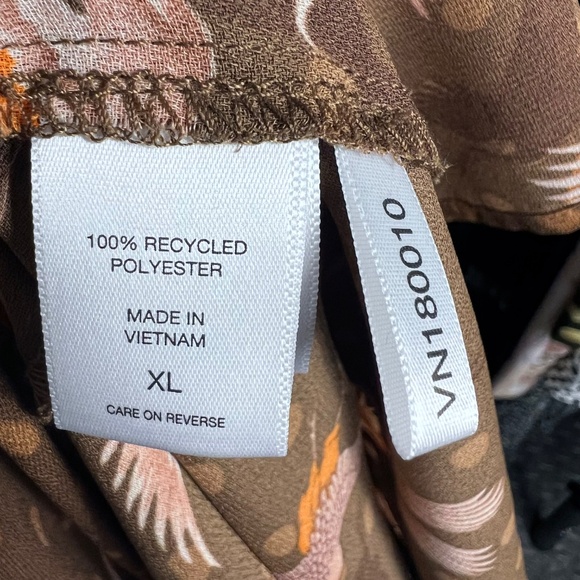 100% RECYCLED
POLYESTER
MADE IN
VIETNAM
XL
CARE ON REVERSE
VN180010